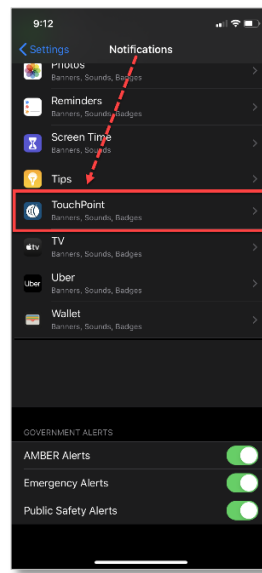 9:12
Settings
Notifications
Photos
Banners, Sounds, Badges
Reminders
Banners, Sounds, Badges
Screen Time
Banners, Sounds
Tips
TouchPoint
Banners, Sounds, Badges
tv
TV
Banners, Sounds, Badges
Uber
Uber
Banners, Sounds, Badges
Wallet
Banners, Sounds, Badges
GOVERNMENT ALERTS
AMBER Alerts
Emergency Alerts
Public Safety Alerts